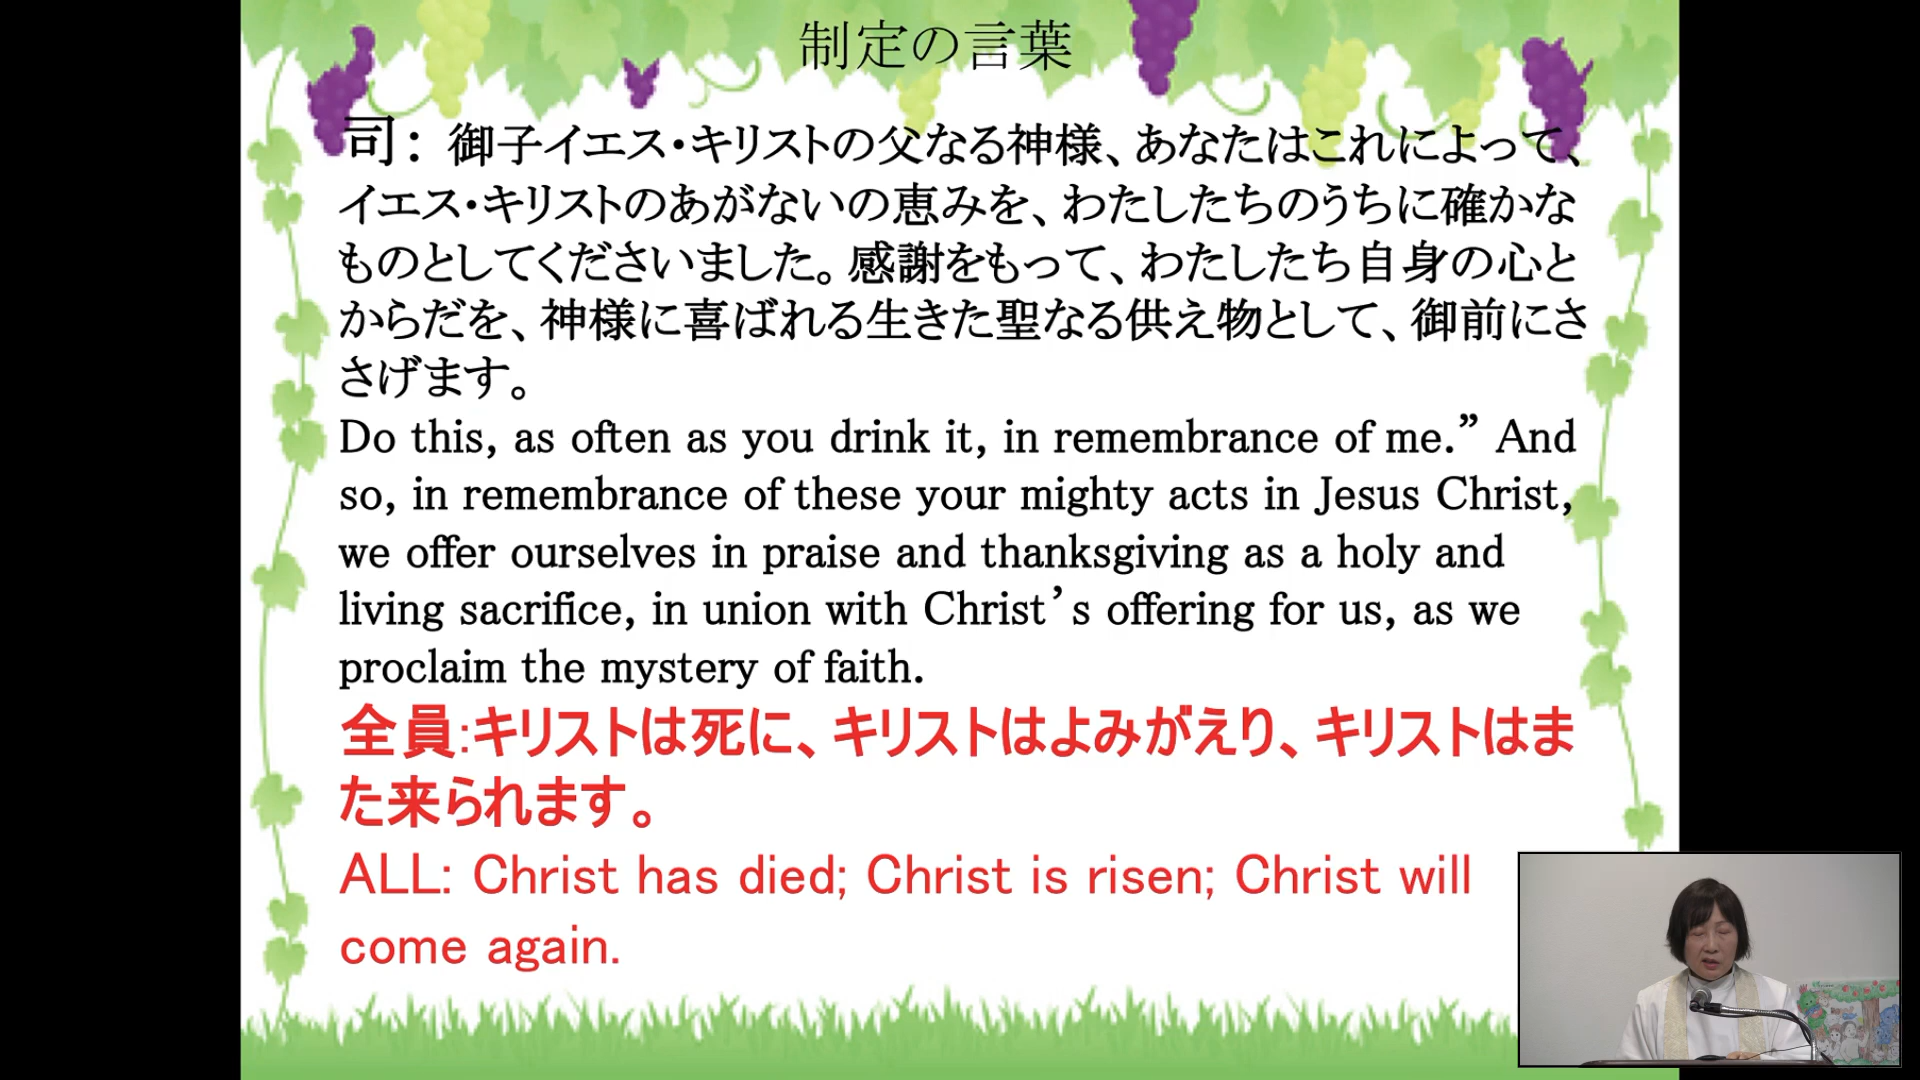 制定の言葉
司：御子イエス・キリストの父なる神様、あなたはこれによって、
イエス・キリストのあがないの恵みを、わたしたちのうちに確かな
ものとしてくださいました。感謝をもって、わたしたち自身の心と
からだを、神様に喜ばれる生きた聖なる供え物として、御前にさ
さげます。
Do this, as often as you drink it, in remembrance of me.” And
so, in remembrance of these your mighty acts in Jesus Christ,
we offer ourselves in praise and thanksgiving as a holy and
living sacrifice, in union with Christ’s offering for us, as we
proclaim the mystery of faith.
全員:キリストは死に、キリストはよみがえり、キリストはま
た来られます。
ALL: Christ has died; Christ is risen; Christ will
come again.